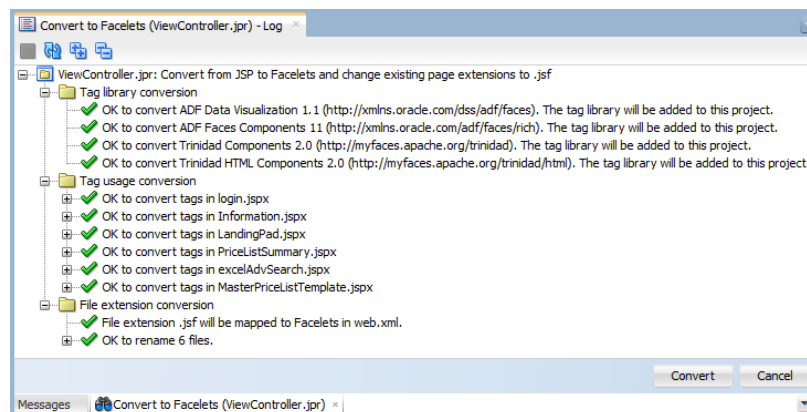 Convert to Facelets (ViewController.jpr) - Log
ViewController.jpr: Convert from JSP to Facelets and change existing page extensions to .jsf
Tag library conversion
OK to convert ADF Data Visualization 1.1 (http://xmlns.oracle.com/dss/adf/faces). The tag library will be added to this project.
OK to convert ADF Faces Components 11 (http://xmlns.oracle.com/adf/faces/rich). The tag library will be added to this project.
OK to convert Trinidad Components 2.0 (http://myfaces.apache.org/trinidad). The tag library will be added to this project.
OK to convert Trinidad HTML Components 2.0 (http://myfaces.apache.org/trinidad/html). The tag library will be added to this project
Tag usage conversion
OK to convert tags in login.jspx
OK to convert tags in Information.jspx
OK to convert tags in LandingPad.jspx
OK to convert tags in PriceListSummary.jspx
OK to convert tags in excelAdvSearch.jspx
OK to convert tags in MasterPriceListTemplate.jspx
File extension conversion
File extension .jsf will be mapped to Facelets in web.xml.
OK to rename 6 files.
Convert Cancel
Messages Convert to Facelets (ViewController.jpr)